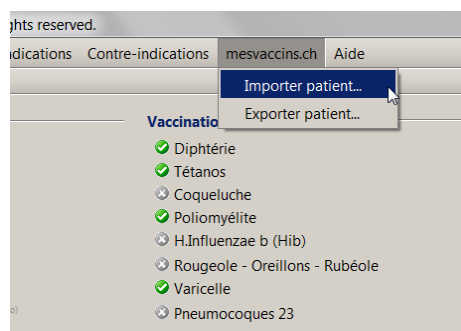 ghts reserved.
ndications Contre-indications mesvaccins.ch Aide
Importer patient...
Exporter patient...
Vaccinatio
Diphtérie
Tétanos
Coqueluche
Poliomyélite
H.Influenzae b (Hib)
Rougeole - Oreillons - Rubéole
Varicelle
Pneumocoques 23